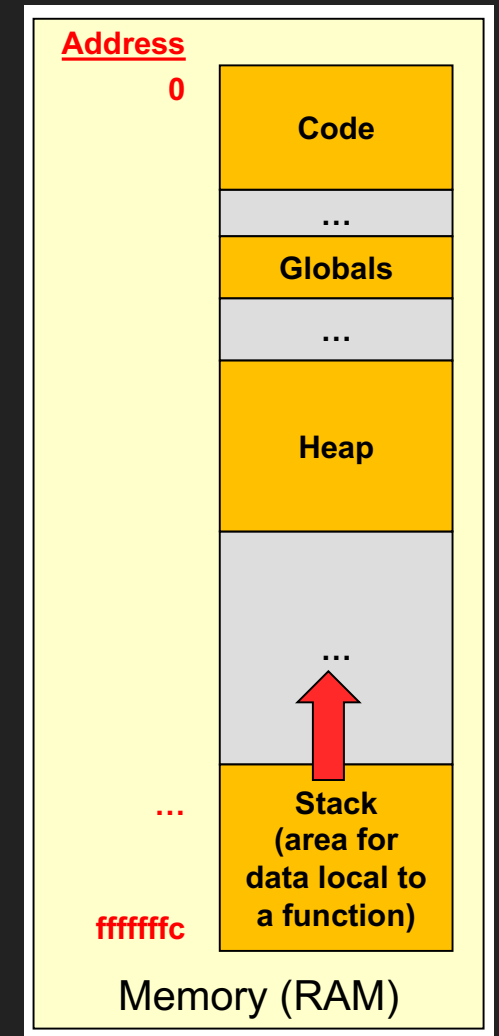 Address
0
Code
…
Globals
…
Heap
…
…
Stack
(area for
data local to
a function)
fffffffc
Memory (RAM)